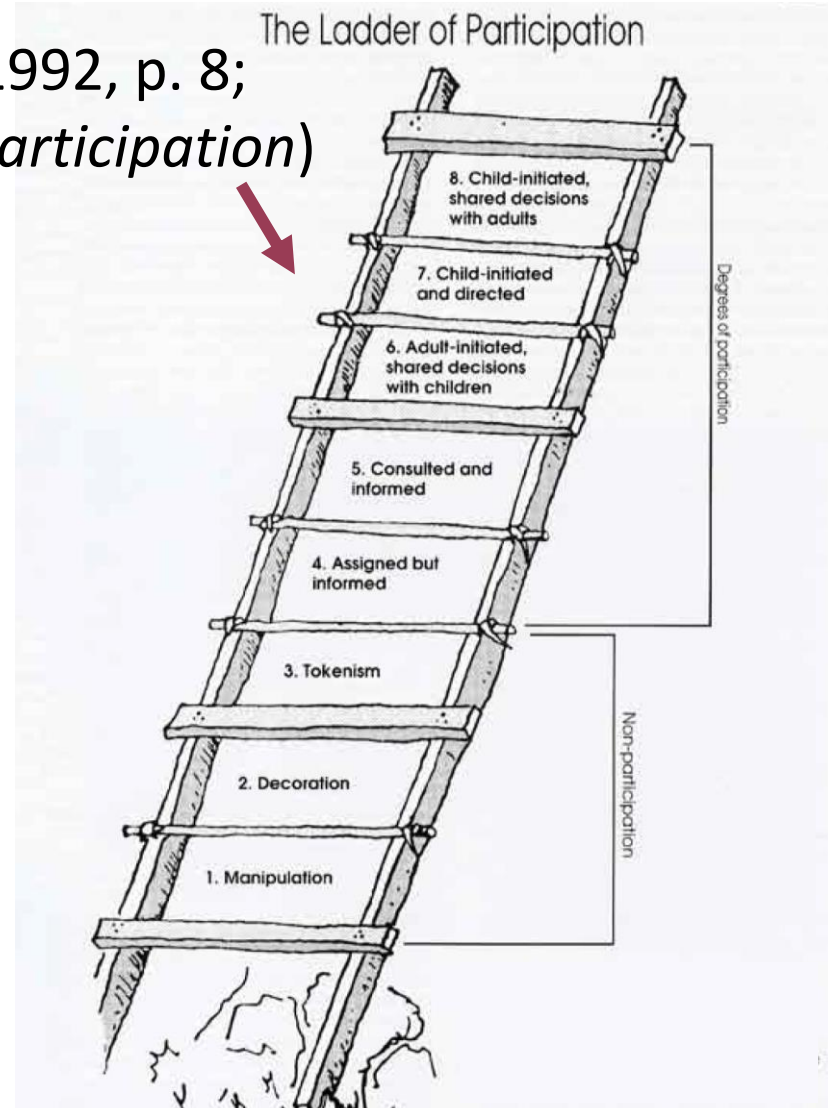 The Ladder of Participation
1992, p. 8;
articipation)
8. Child-initiated,
shared decisions
with adults
7. Child-initiated
and directed
6. Adult-initiated,
shared decisions
with children
5. Consulted and
informed
4. Assigned but
informed
3. Tokenism
2. Decoration
1. Manipulation
Degrees of participation
Non-participation